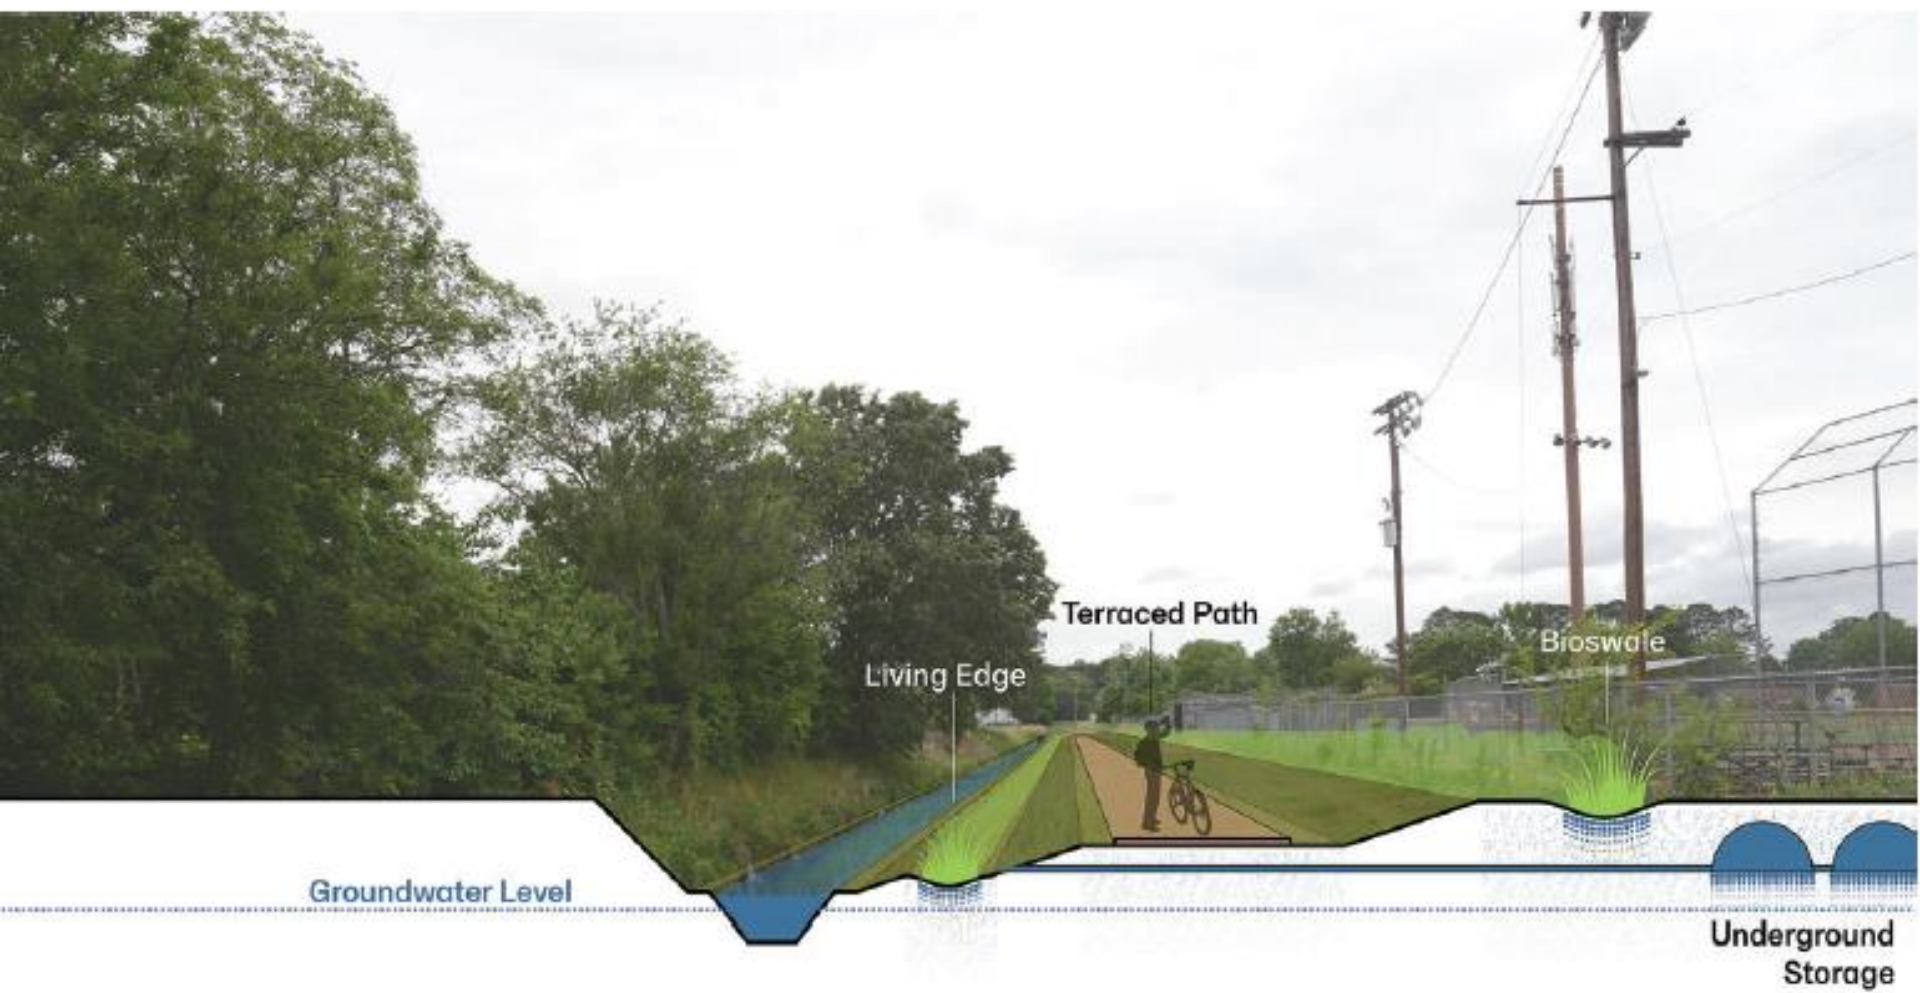 Terraced Path
Bioswale
Living Edge
Groundwater Level
Underground
Storage